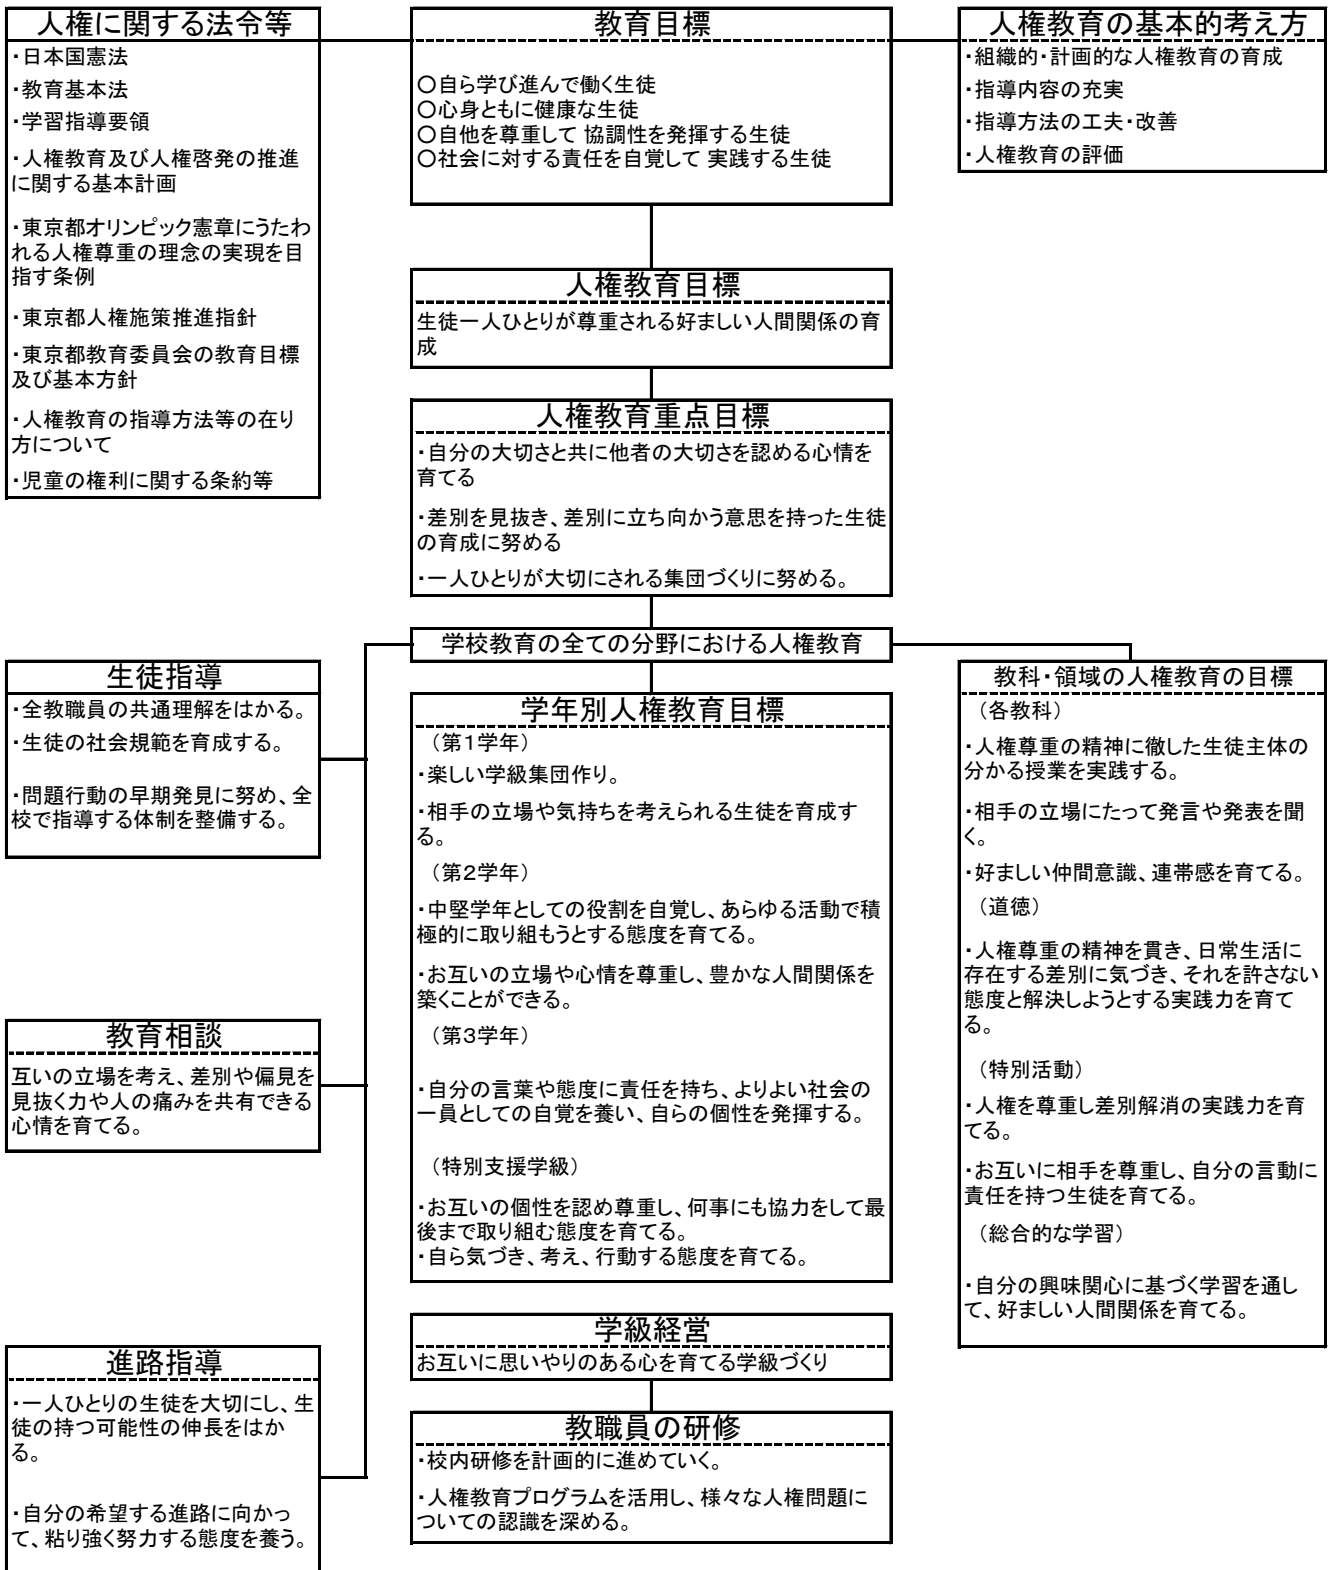 人権に関する法令等
・日本国憲法
・教育基本法
・学習指導要領
・人権教育及び人権啓発の推進
に関する基本計画
・東京都オリンピック憲章にうたわ
れる人権尊重の理念の実現を目
指す条例
・東京都人権施策推進指針
・東京都教育委員会の教育目標
及び基本方針
・人権教育の指導方法等の在り
方について
・児童の権利に関する条約等
教育目標
○自ら学び進んで働く生徒
○心身ともに健康な生徒
○自他を尊重して 協調性を発揮する生徒
○社会に対する責任を自覚して 実践する生徒
人権教育の基本的考え方
・組織的・計画的な人権教育の育成
・指導内容の充実
・指導方法の工夫・改善
・人権教育の評価
人権教育目標
生徒一人ひとりが尊重される好ましい人間関係の育
成
人権教育重点目標
・自分の大切さと共に他者の大切さを認める心情を
育てる
・差別を見抜き、差別に立ち向かう意思を持った生徒
の育成に努める
・一人ひとりが大切にされる集団づくりに努める。
学校教育の全ての分野における人権教育
生徒指導
・全教職員の共通理解をはかる。
・生徒の社会規範を育成する。
・問題行動の早期発見に努め、全
校で指導する体制を整備する。
教育相談
互いの立場を考え、差別や偏見を
見抜く力や人の痛みを共有できる
心情を育てる。
進路指導
・一人ひとりの生徒を大切にし、生
徒の持つ可能性の伸長をはか
る。
・自分の希望する進路に向かっ
て、粘り強く努力する態度を養う。
学年別人権教育目標
（第１学年）
・楽しい学級集団作り。
・相手の立場や気持ちを考えられる生徒を育成す
る。
（第２学年）
・中堅学年としての役割を自覚し、あらゆる活動で積
極的に取り組もうとする態度を育てる。
・お互いの立場や心情を尊重し、豊かな人間関係を
築くことができる。
（第３学年）
・自分の言葉や態度に責任を持ち、よりよい社会の
一員としての自覚を養い、自らの個性を発揮する。
（特別支援学級）
・お互いの個性を認め尊重し、何事にも協力をして最
後まで取り組む態度を育てる。
・自ら気づき、考え、行動する態度を育てる。
学級経営
お互いに思いやりのある心を育てる学級づくり
教職員の研修
・校内研修を計画的に進めていく。
・人権教育プログラムを活用し、様々な人権問題に
ついての認識を深める。
教科・領域の人権教育の目標
（各教科）
・人権尊重の精神に徹した生徒主体の
分かる授業を実践する。
・相手の立場にたって発言や発表を聞
く。
・好ましい仲間意識、連帯感を育てる。
（道徳）
・人権尊重の精神を貫き、日常生活に
存在する差別に気づき、それを許さない
態度と解決しようとする実践力を育て
る。
（特別活動）
・人権を尊重し差別解消の実践力を育
てる。
・お互いに相手を尊重し、自分の言動に
責任を持つ生徒を育てる。
（総合的な学習）
・自分の興味関心に基づく学習を通し
て、好ましい人間関係を育てる。